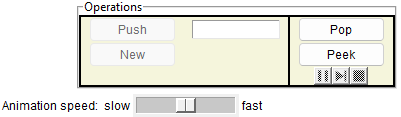 Operations
Push Pop
New Peek
Animation speed: slow fast